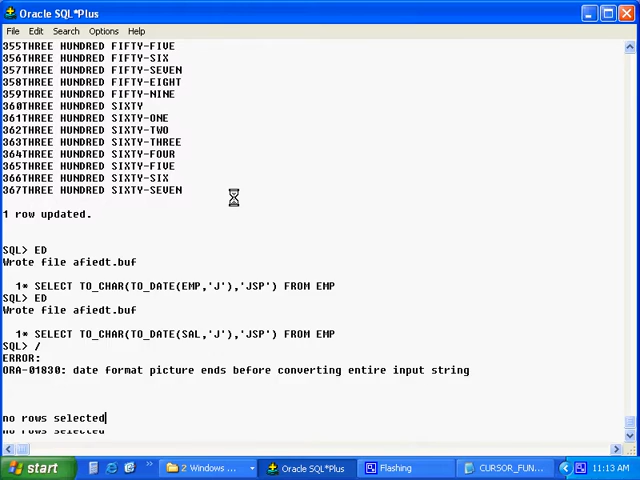 Oracle SQL*Plus
File Edit Search Options Help
355THREE HUNDRED FIFTY-FIVE
356THREE HUNDRED FIFTY-SIX
357THREE HUNDRED FIFTY-SEVEN
358THREE HUNDRED FIFTY-EIGHT
359THREE HUNDRED FIFTY-NINE
360THREE HUNDRED SIXTY
361THREE HUNDRED SIXTY-ONE
362THREE HUNDRED SIXTY-TWO
363THREE HUNDRED SIXTY-THREE
364THREE HUNDRED SIXTY-FOUR
365THREE HUNDRED SIXTY-FIVE
366THREE HUNDRED SIXTY-SIX
367THREE HUNDRED SIXTY-SEVEN
1 row updated.
SQL> ED
Wrote file afiedt.buf
1* SELECT TO_CHAR(TO_DATE(EMP,'J'),'JSP') FROM EMP
SQL> ED
Wrote file afiedt.buf
1* SELECT TO_CHAR(TO_DATE(SAL,'J'),'JSP') FROM EMP
SQL> /
ERROR:
ORA-01830: date format picture ends before converting entire input string
no rows selected
no rows selected
start 2 Windows ... Oracle SQL*Plus Flashing CURSOR_FUN... 11:13 AM